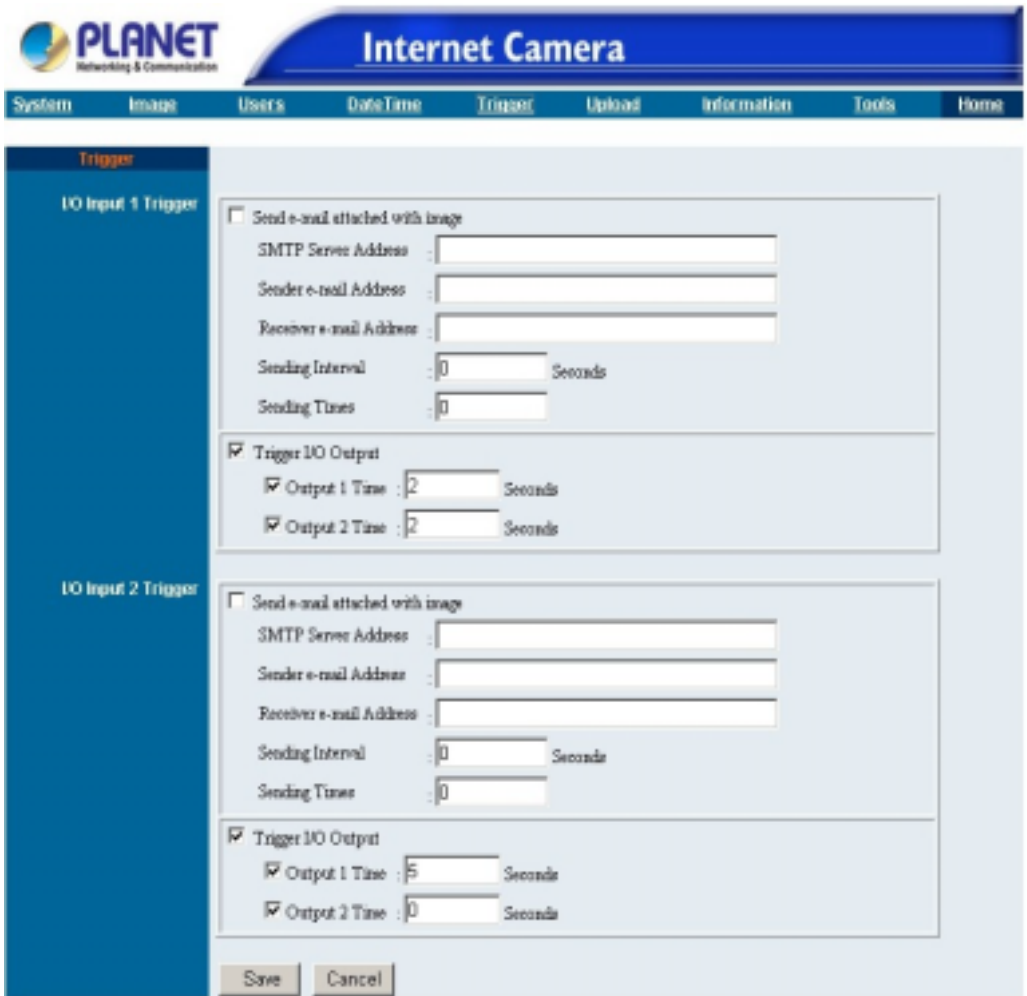 PLANET
Networking & Communication
Internet Camera
System Image Users DateTime Trigger Upload Information Tools Home
Trigger
I/O Input 1 Trigger
Send e-mail attached with image
SMTP Server Address :
Sender e-mail Address :
Receiver e-mail Address :
Sending Interval : 0 Seconds
Sending Times : 0
Trigger I/O Output
Output 1 Time : 2 Seconds
Output 2 Time : 2 Seconds
I/O Input 2 Trigger
Send e-mail attached with image
SMTP Server Address :
Sender e-mail Address :
Receiver e-mail Address :
Sending Interval : 0 Seconds
Sending Times : 0
Trigger I/O Output
Output 1 Time : 5 Seconds
Output 2 Time : 0 Seconds
Save Cancel